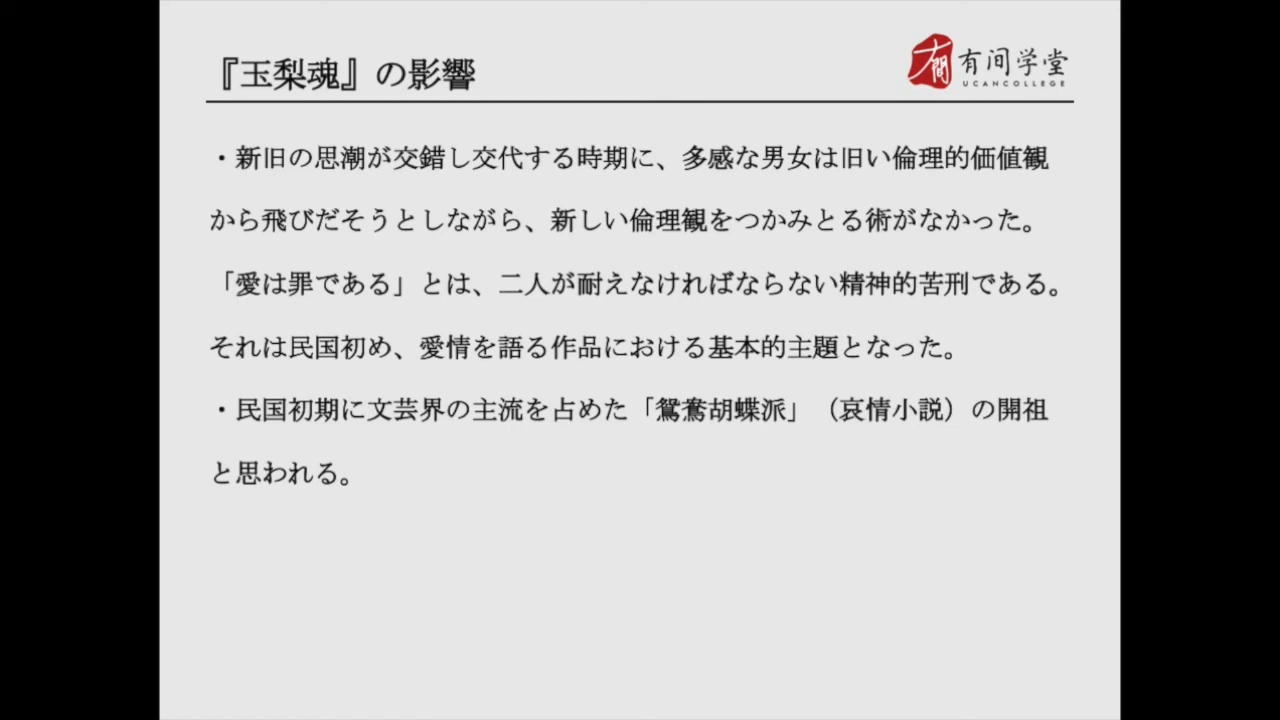 『玉梨魂』の影響
有間
有间学堂
UCANCOLLEGE
・新旧の思潮が交錯し交代する時期に、多感な男女は旧い倫理的価値観
から飛びだそうとしながら、新しい倫理観をつかみとる術がなかった。
「愛は罪である」とは、二人が耐えなければならない精神的苦刑である。
それは民国初め、愛情を語る作品における基本的主題となった。
・民国初期に文芸界の主流を占めた「鴛鴦胡蝶派」（哀情小説）の開祖
と思われる。